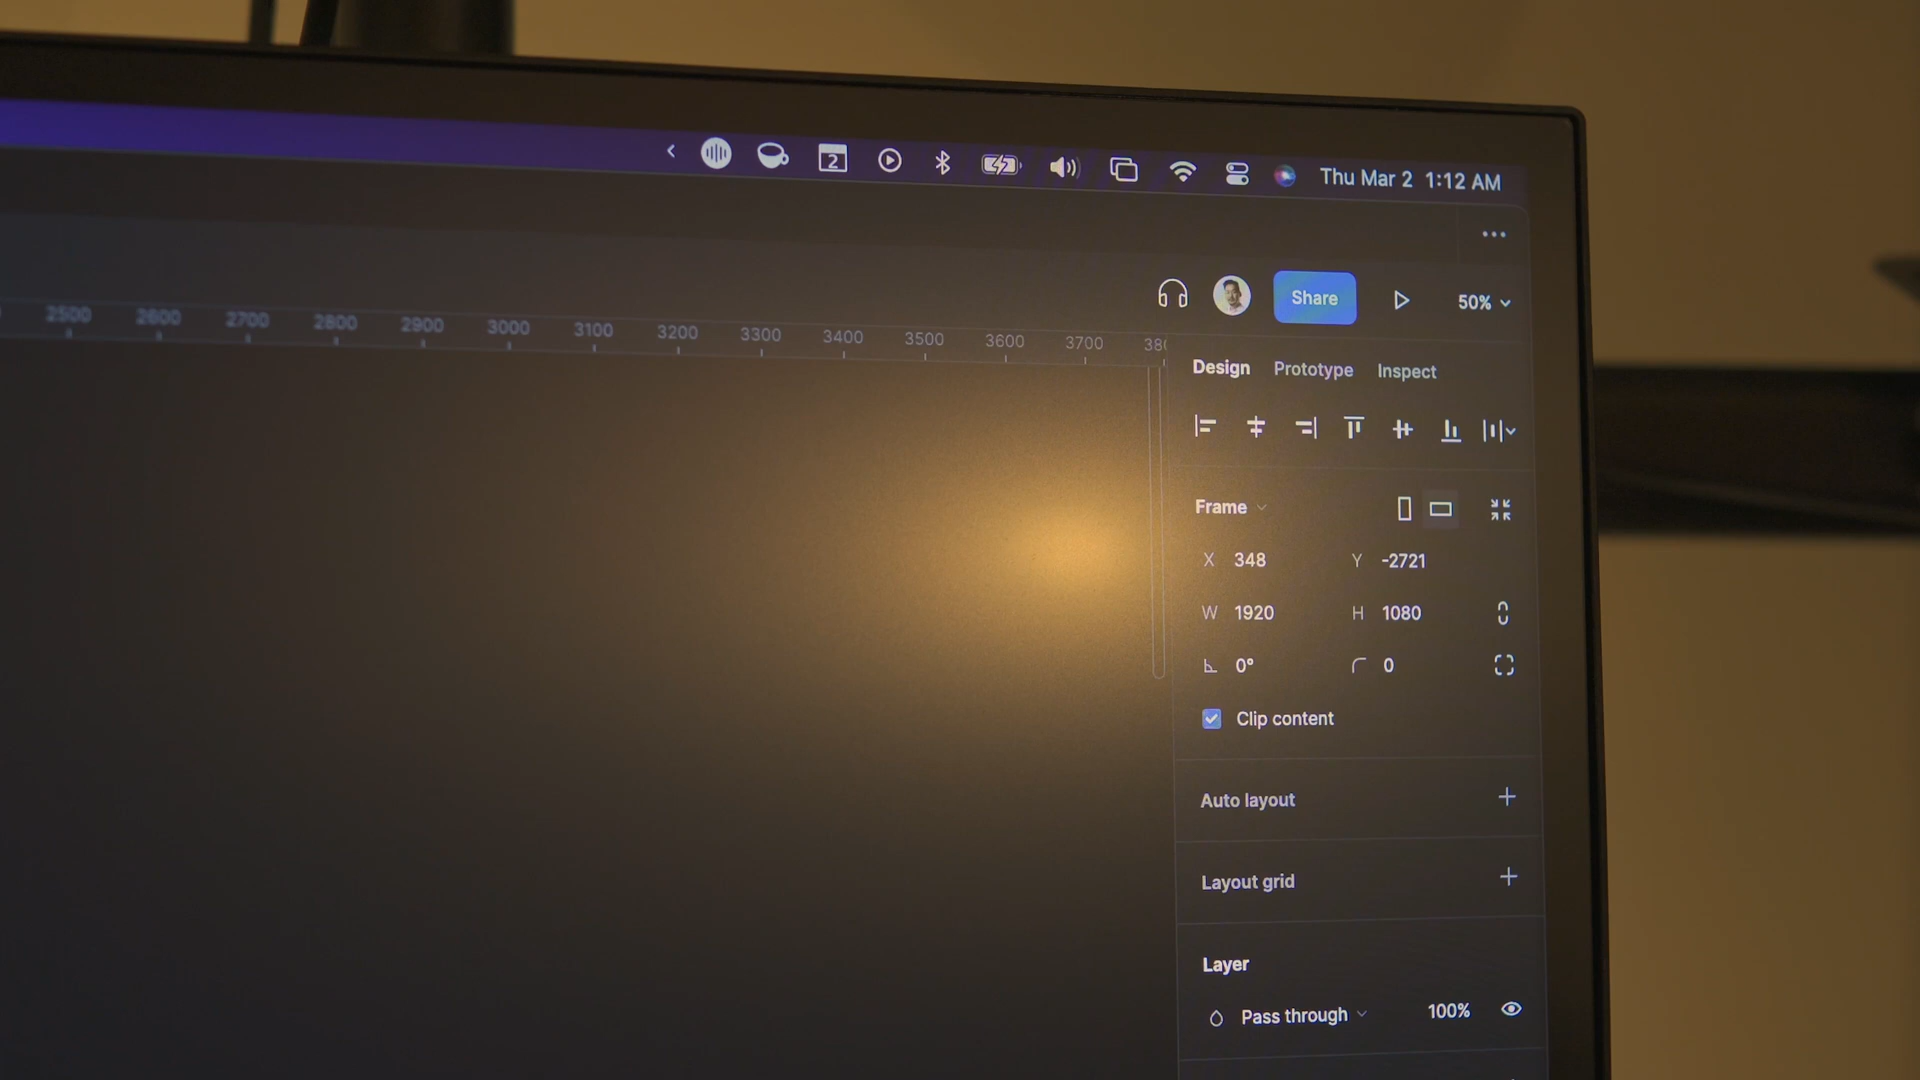 2 Thu Mar 2 1:12 AM
Share 50%
2500 2600 2700 2800 2900 3000 3100 3200 3300 3400 3500 3600 3700 380
Design Prototype Inspect
Frame
X 348 Y -2721
W 1920 H 1080
0° 0
Clip content
Auto layout
Layout grid
Layer
Pass through 100%